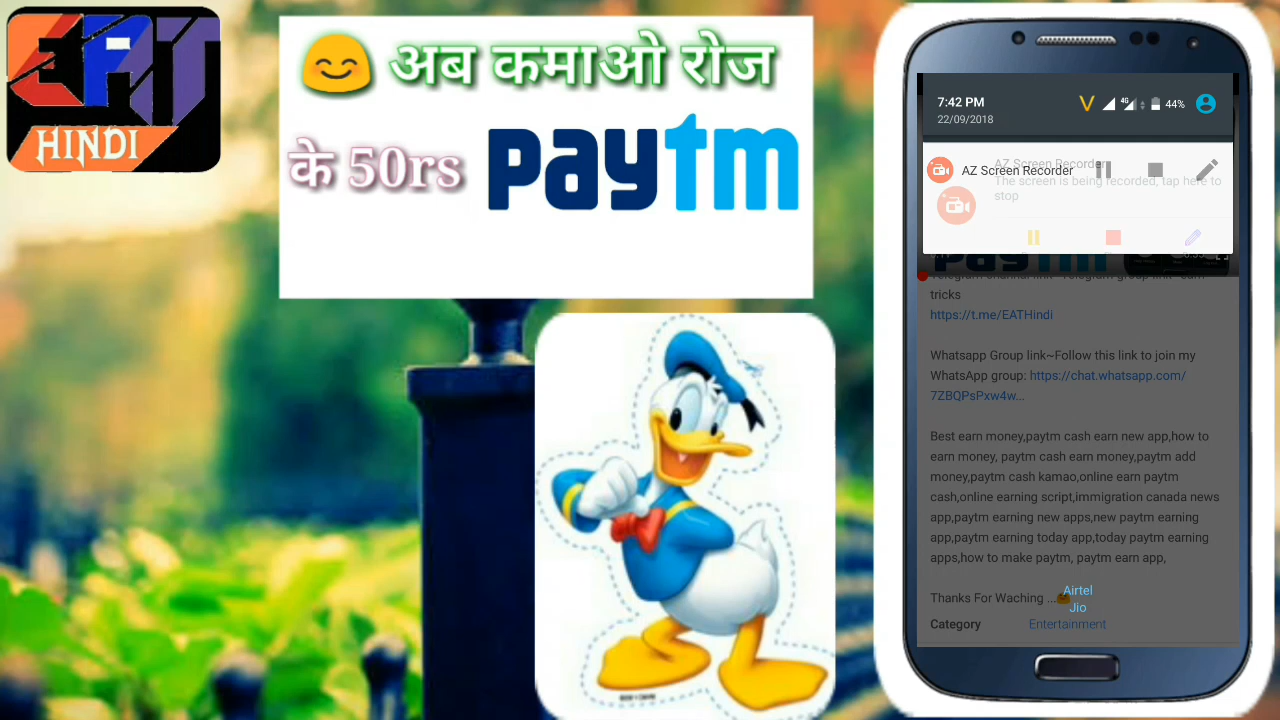 EAT
HINDI
😊 अब कमाओ रोज
के 50rs paytm
7:42 PM
22/09/2018
4G
44%
AZ Screen Recorder
AZ Screen Recorder
The screen is being recorded, tap here to
stop
paytm
tricks
https://t.me/EATHindi
Whatsapp Group link~Follow this link to join my
WhatsApp group: https://chat.whatsapp.com/
7ZBQPsPxw4w...
Best earn money,paytm cash earn new app,how to
earn money, paytm cash earn money,paytm add
money,paytm cash kamao,online earn paytm
cash,online earning script,immigration canada news
app,paytm earning new apps,new paytm earning
app,paytm earning today app,today paytm earning
apps,how to make paytm, paytm earn app,
Thanks For Waching ...😊
Airtel
Jio
Category Entertainment